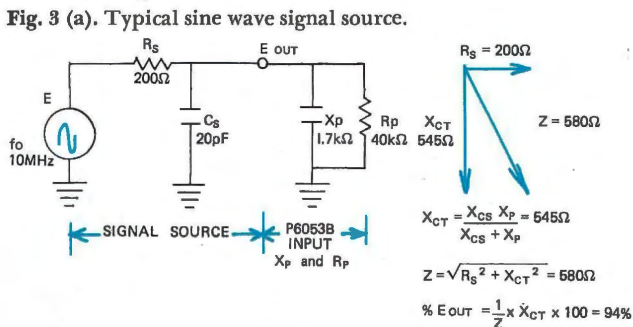 Fig. 3 (a). Typical sine wave signal source.
RS
200Ω
E OUT
E
fo
10MHz
CS
20pF
Xp
1.7kΩ
Rp
40kΩ
SIGNAL SOURCE
P6053B
INPUT
XP and RP
RS = 200Ω
XCT
545Ω
Z = 580Ω
XCT = XCS XP / XCS + XP = 545Ω
Z = √RS² + XCT² = 580Ω
% E OUT = 1/Z x XCT x 100 = 94%